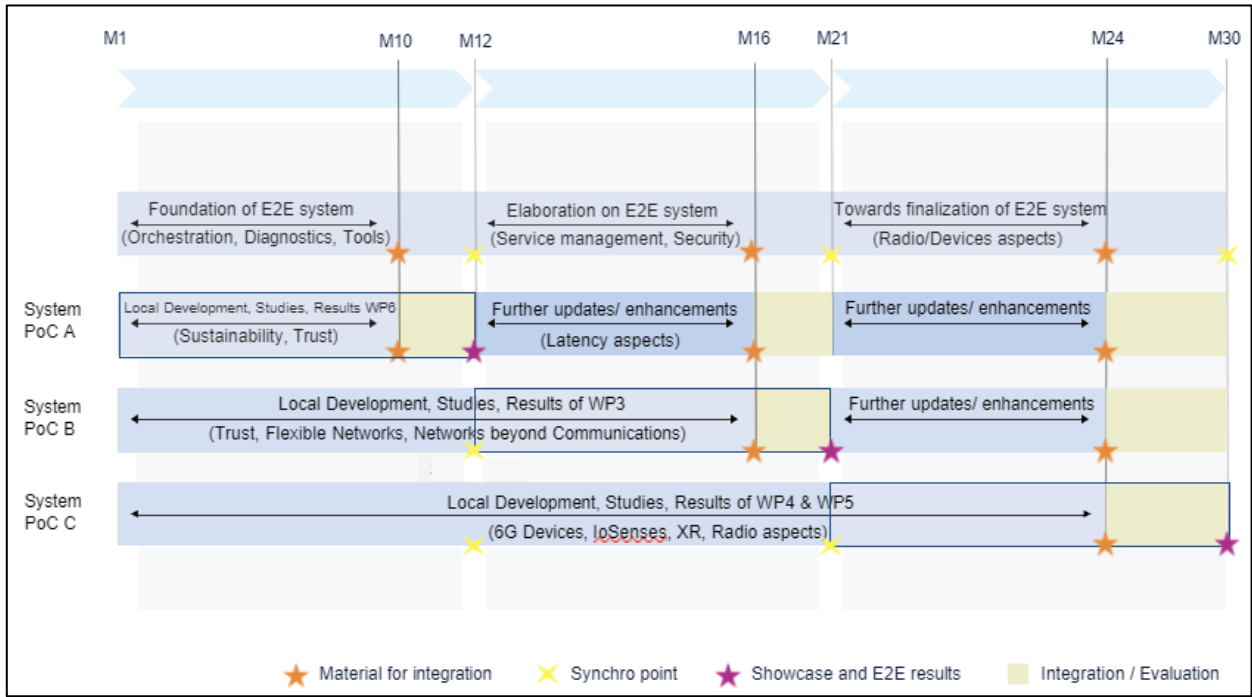 M1
M10
M12
M16
M21
M24
M30
Foundation of E2E system
(Orchestration, Diagnostics, Tools)
Elaboration on E2E system
(Service management, Security)
Towards finalization of E2E system
(Radio/Devices aspects)
System
PoC A
Local Development, Studies, Results WP6
(Sustainability, Trust)
Further updates/ enhancements
(Latency aspects)
Further updates/ enhancements
System
PoC B
Local Development, Studies, Results of WP3
(Trust, Flexible Networks, Networks beyond Communications)
Further updates/ enhancements
System
PoC C
Local Development, Studies, Results of WP4 & WP5
(6G Devices, IoSenses, XR, Radio aspects)
Material for integration
Synchro point
Showcase and E2E results
Integration / Evaluation